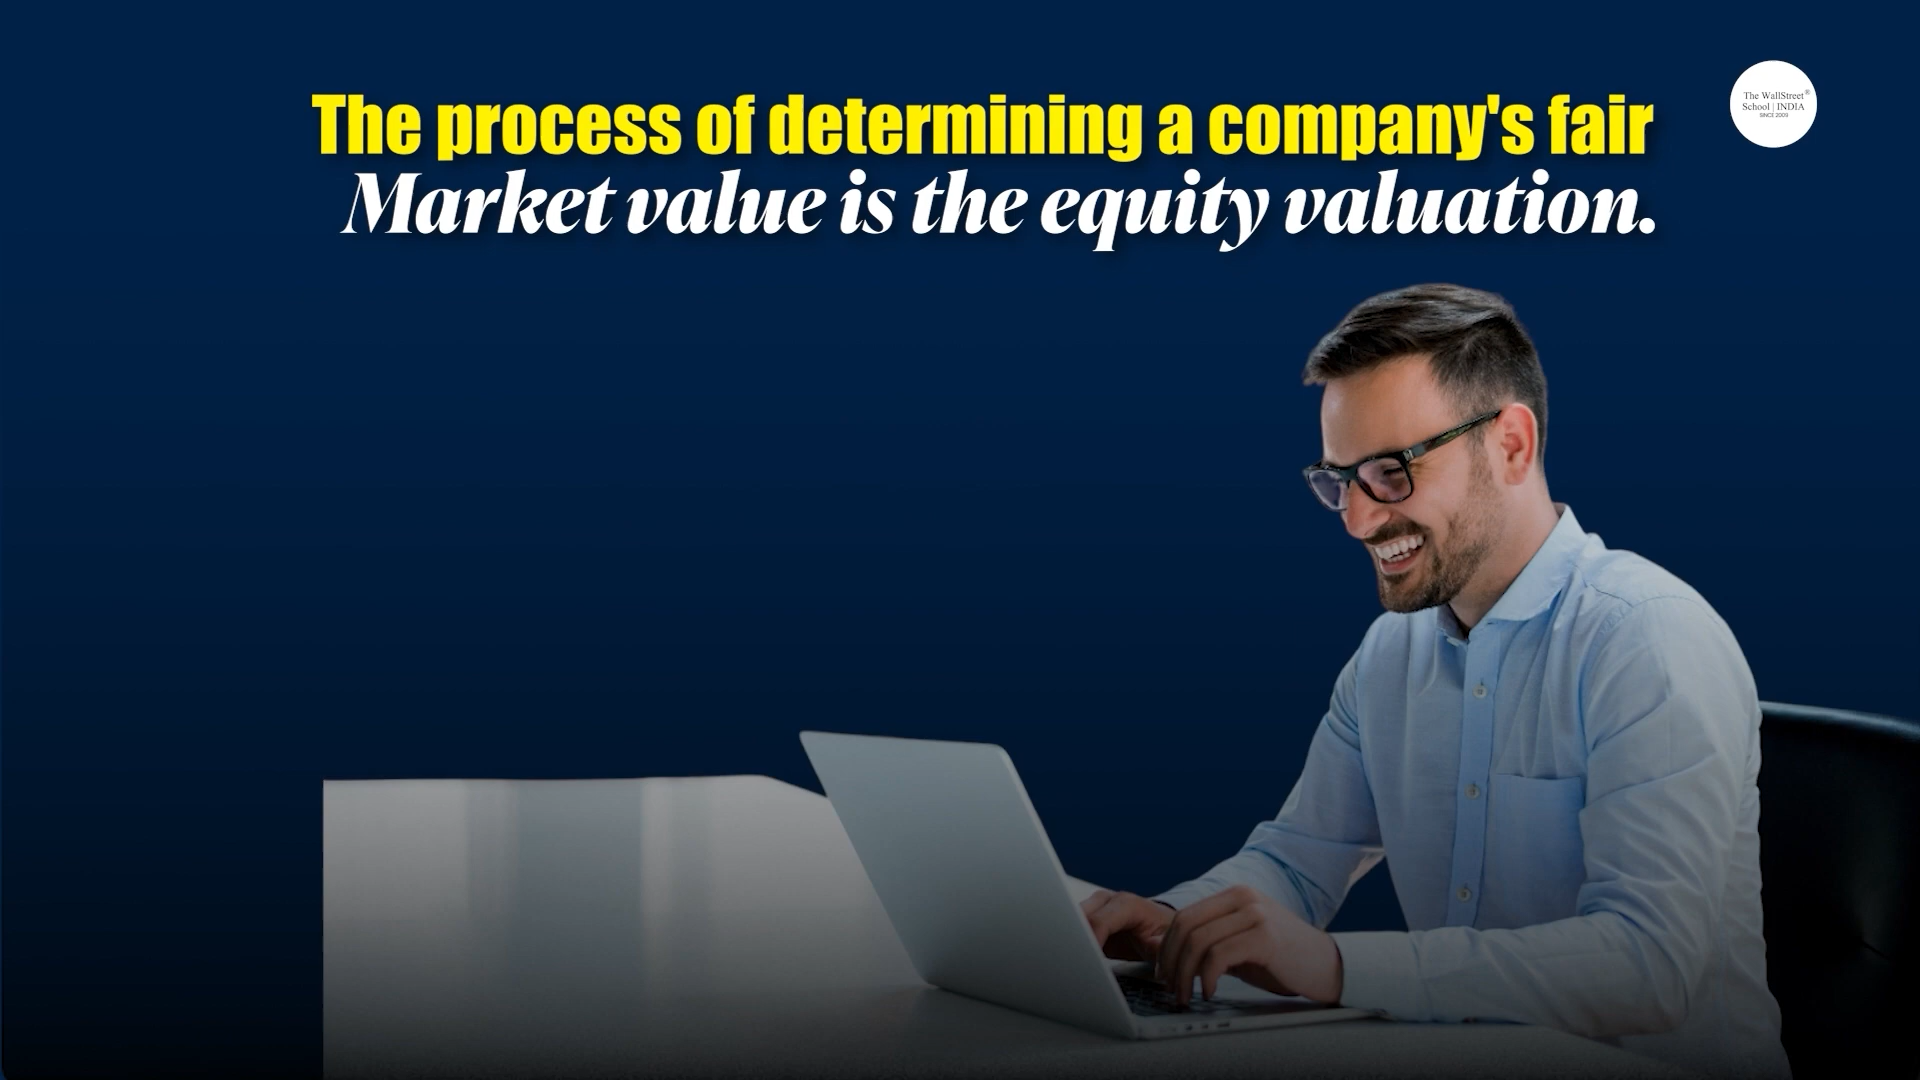 The process of determining a company's fair
Market value is the equity valuation.
The WallStreet®
School | INDIA
SINCE 2009